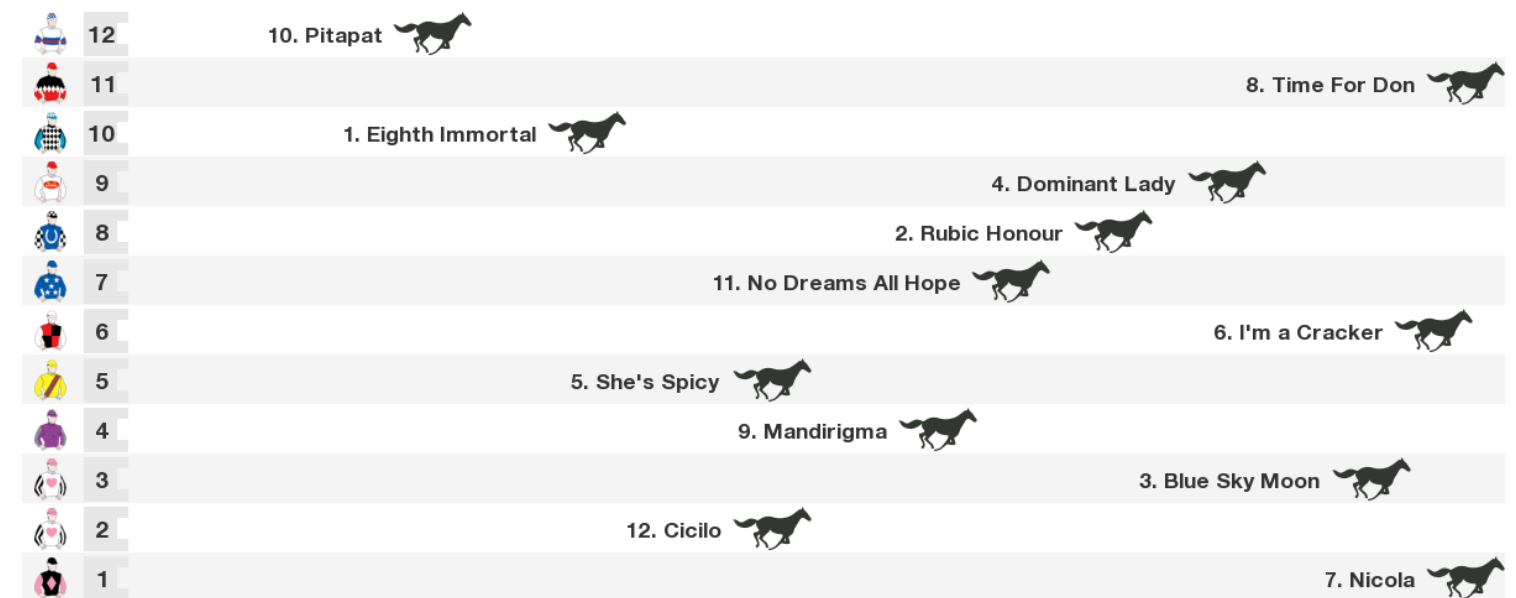 12 10. Pitapat
11 8. Time For Don
10 1. Eighth Immortal
9 4. Dominant Lady
8 2. Rubic Honour
7 11. No Dreams All Hope
6 6. I'm a Cracker
5 5. She's Spicy
4 9. Mandirigma
3 3. Blue Sky Moon
2 12. Cicilo
1 7. Nicola